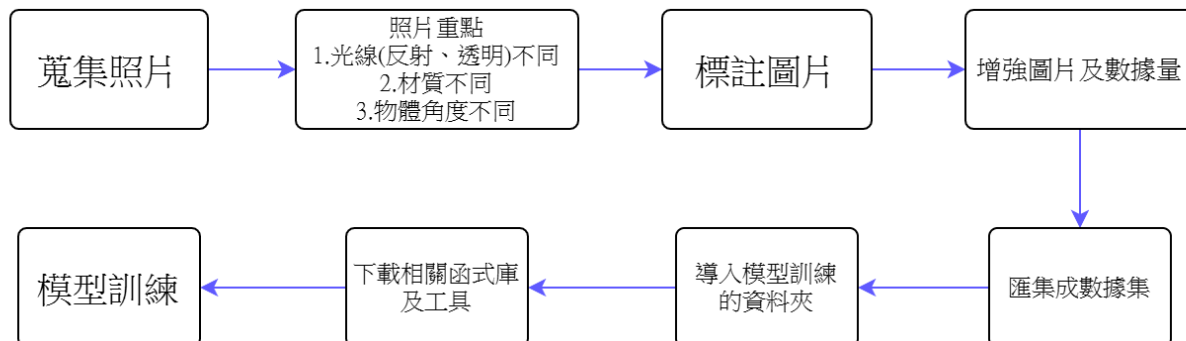 蒐集照片
照片重點
1.光線(反射、透明)不同
2.材質不同
3.物體角度不同
標註圖片
增強圖片及數據量
匯集成數據集
導入模型訓練
的資料夾
下載相關函式庫
及工具
模型訓練